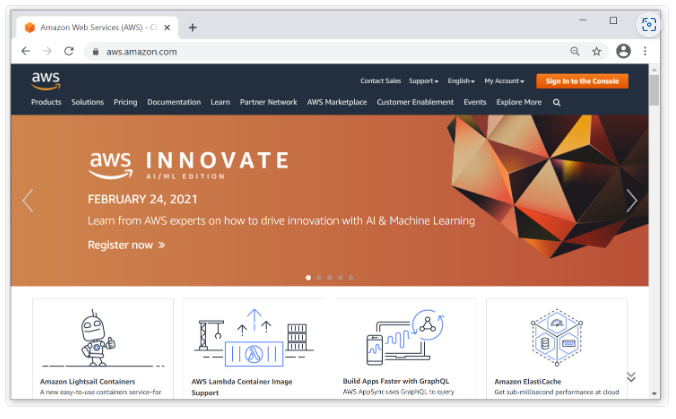 Amazon Web Services (AWS) - Cl
aws.amazon.com
aws
Contact Sales Support English My Account Sign In to the Console
Products Solutions Pricing Documentation Learn Partner Network AWS Marketplace Customer Enablement Events Explore More
aws INNOVATE
AI/ML EDITION
FEBRUARY 24, 2021
Learn from AWS experts on how to drive innovation with AI & Machine Learning
Register now »
Amazon Lightsail Containers
A new easy-to-use containers service-for
AWS Lambda Container Image
Support
Build Apps Faster with GraphQL
AWS AppSync uses GraphQL to query
Amazon ElastiCache
Get sub-millisecond performance at cloud